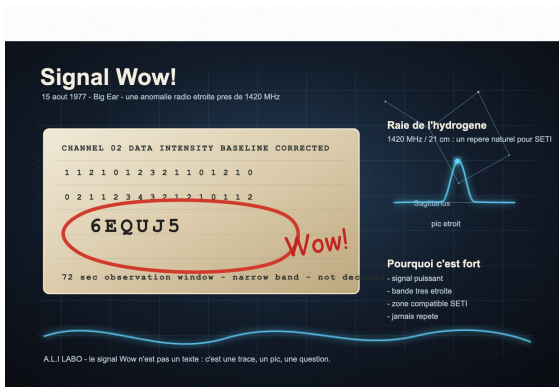 Signal Wow!
15 aout 1977 - Big Ear - une anomalie radio etroite pres de 1420 MHz
CHANNEL 02 DATA INTENSITY BASELINE CORRECTED
1 1 2 1 0 1 2 3 2 1 1 0 1 2 1 0
0 2 1 1 2 3 4 3 2 1 2 1 0 1 1 2
6EQUJ5
Wow!
72 sec observation window - narrow band - not decoded
Raie de l'hydrogene
1420 MHz / 21 cm : un repere naturel pour SETI
Sagittarius
pic etroit
Pourquoi c'est fort
- signal puissant
- bande tres etroite
- zone compatible SETI
- jamais repete
A.L.I LABO - le signal Wow n'est pas un texte : c'est une trace, un pic, une question.